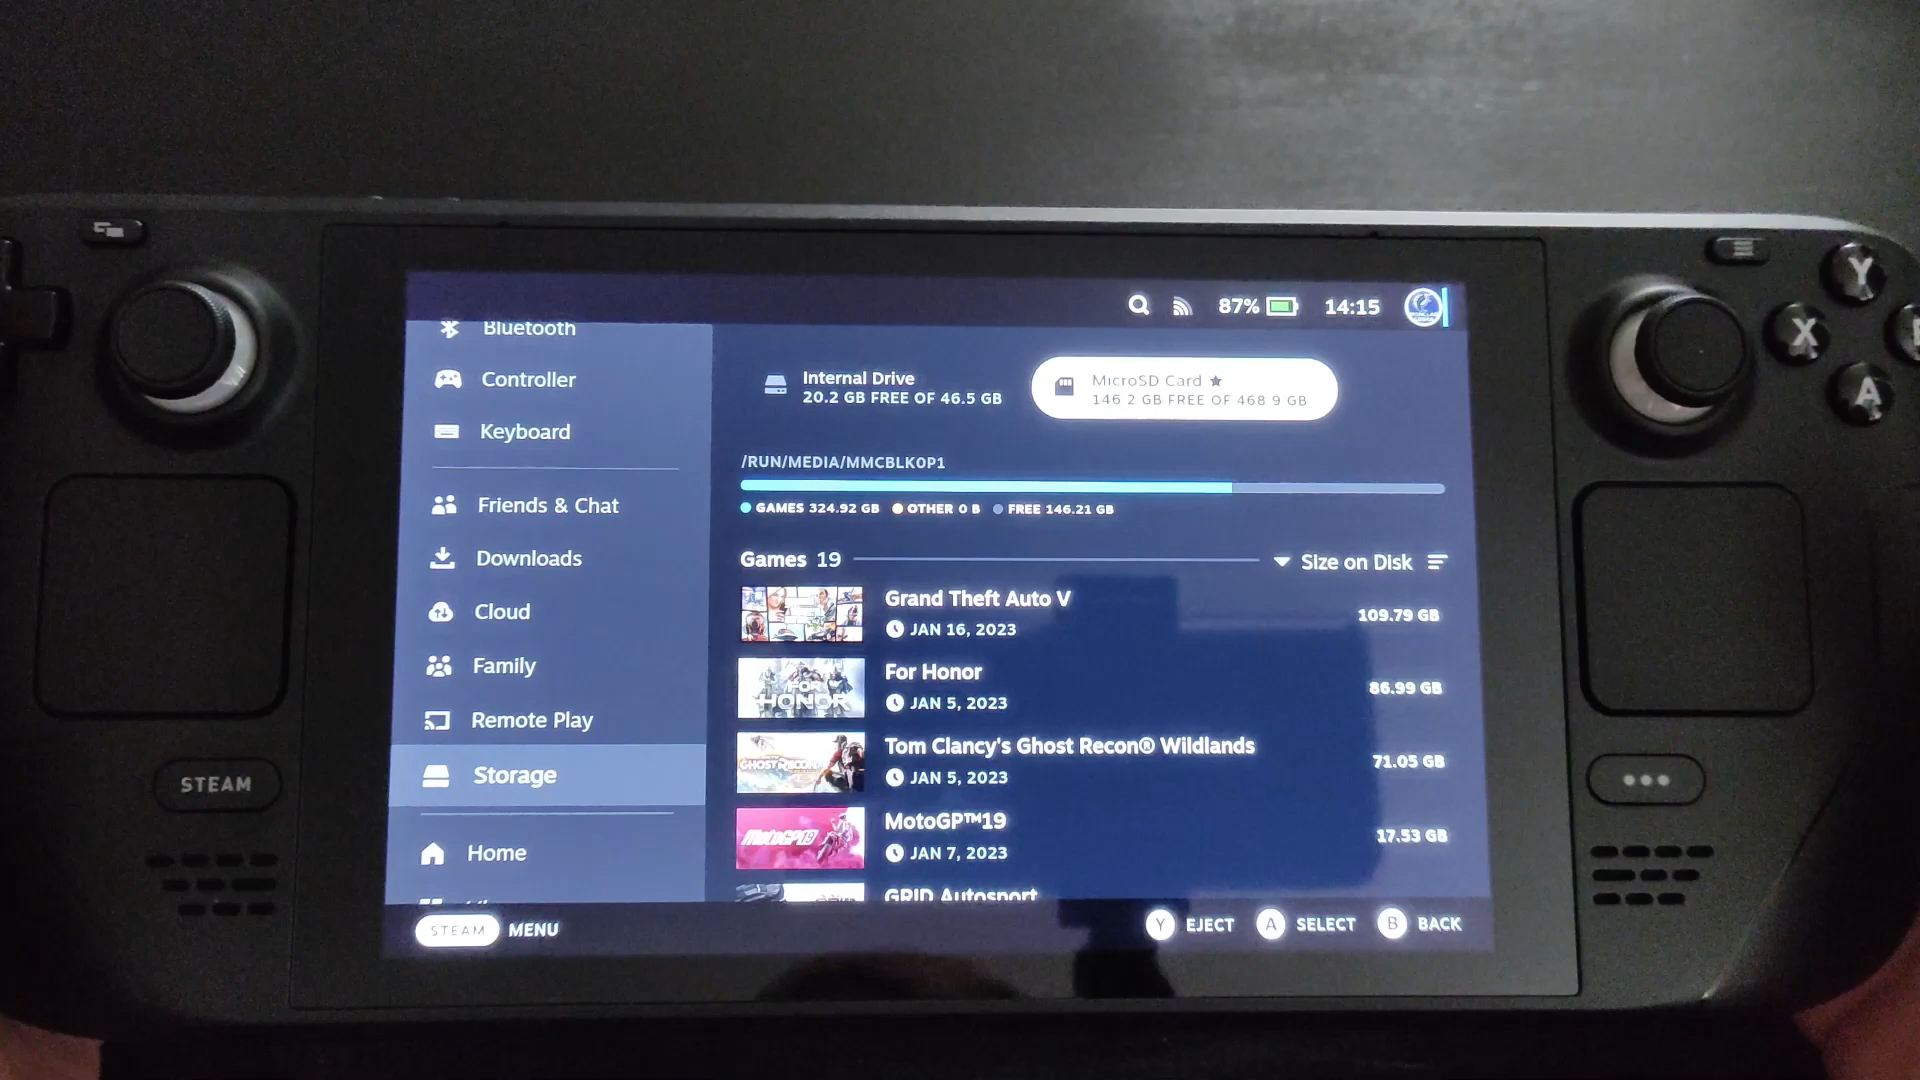 87%
14:15
Bluetooth
Controller
Keyboard
Friends & Chat
Downloads
Cloud
Family
Remote Play
Storage
Home
Internal Drive
20.2 GB FREE OF 46.5 GB
MicroSD Card ★
146 2 GB FREE OF 468 9 GB
/RUN/MEDIA/MMCBLK0P1
GAMES 324.92 GB OTHER 0 B FREE 146.21 GB
Games 19
Size on Disk
Grand Theft Auto V
JAN 16, 2023
109.79 GB
FOR HONOR
For Honor
JAN 5, 2023
86.99 GB
GHOST RECON
Tom Clancy's Ghost Recon® Wildlands
JAN 5, 2023
71.05 GB
MotoGP19
MotoGP™19
JAN 7, 2023
17.53 GB
GRID Autosport
STEAM MENU
Y EJECT A SELECT B BACK
STEAM
Y
X
A